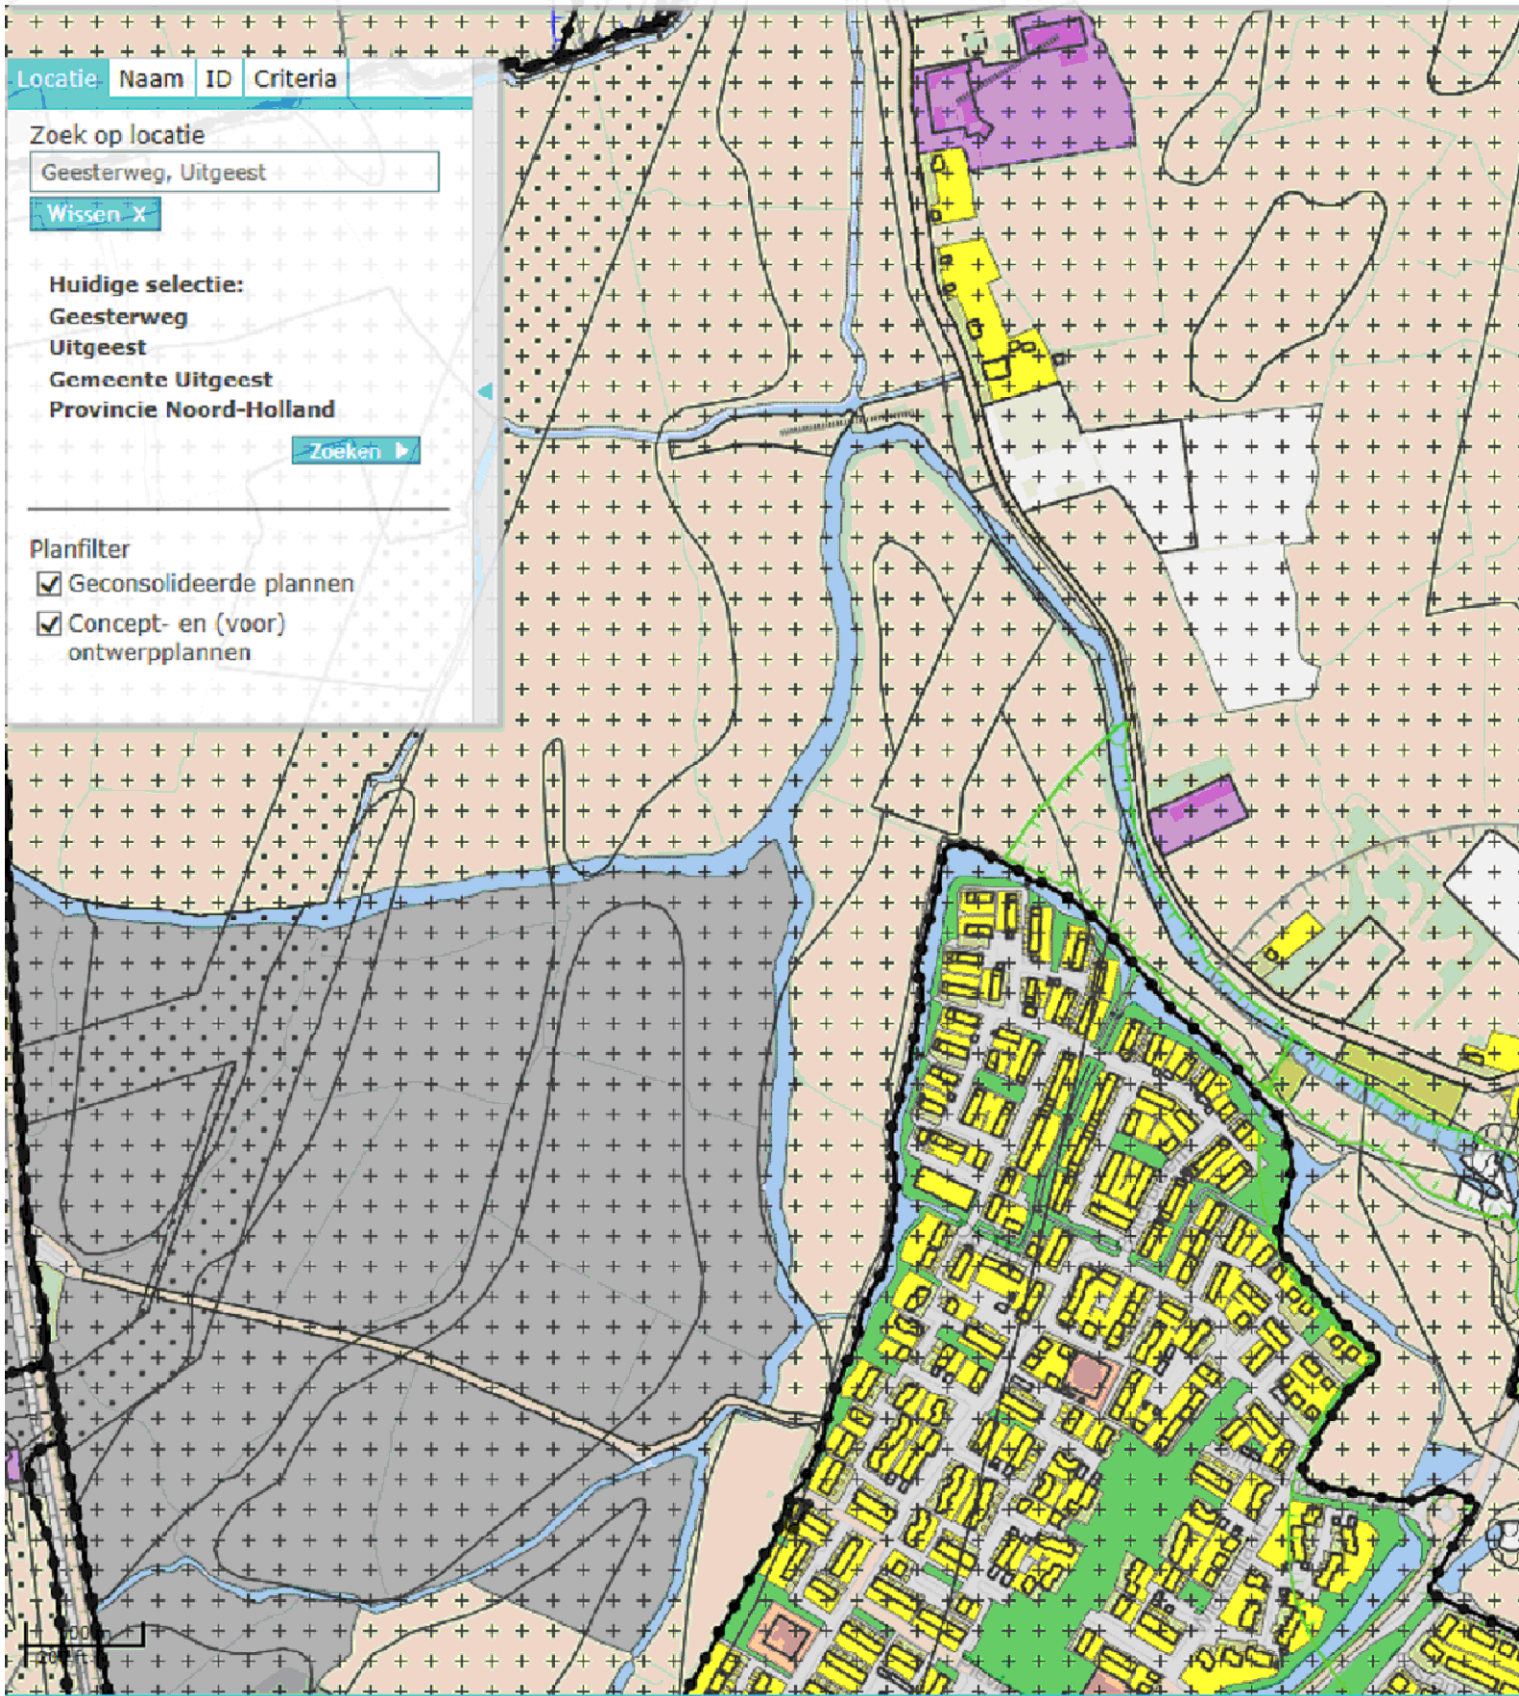 Locatie Naam ID Criteria
Zoek op locatie
Geesterweg, Uitgeest
Wissen X
Huidige selectie:
Geesterweg
Uitgeest
Gemeente Uitgeest
Provincie Noord-Holland
Zoeken
Planfilter
Geconsolideerde plannen
Concept- en (voor)
ontwerpplannen